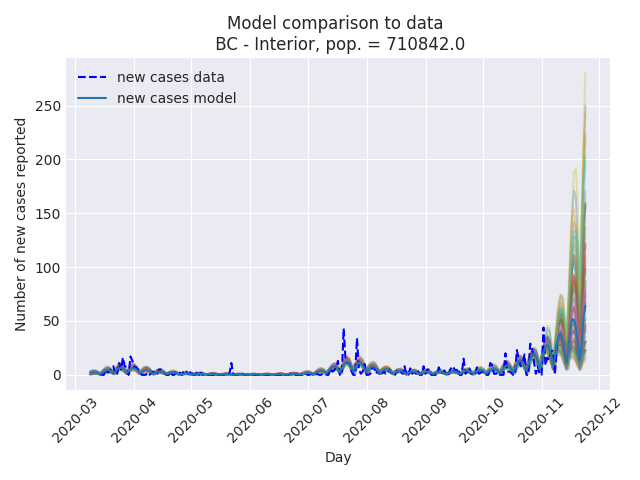 Model comparison to data
BC - Interior, pop. = 710842.0
new cases data
new cases model
Number of new cases reported
250
200
150
100
50
0
2020-03
2020-04
2020-05
2020-06
2020-07
2020-08
2020-09
2020-10
2020-11
2020-12
Day